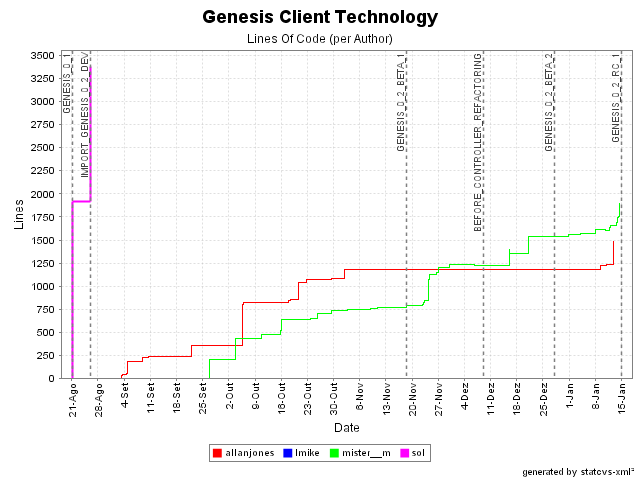 Genesis Client Technology
Lines Of Code (per Author)
Lines
3500
3250
3000
2750
2500
2250
2000
1750
1500
1250
1000
750
500
250
0
GENESIS_0_1
IMPORT_GENESIS_0_2_DEV
GENESIS_0_2_BETA_1
BEFORE_CONTROLLER_REFACTORING
GENESIS_0_2_BETA_2
GENESIS_0_2_RC_1
21-Ago
28-Ago
4-Set
11-Set
18-Set
25-Set
2-Out
9-Out
16-Out
23-Out
30-Out
6-Nov
13-Nov
20-Nov
27-Nov
4-Dez
11-Dez
18-Dez
25-Dez
1-Jan
8-Jan
15-Jan
Date
allanjones lmike mister__m sol
generated by statcvs-xml²